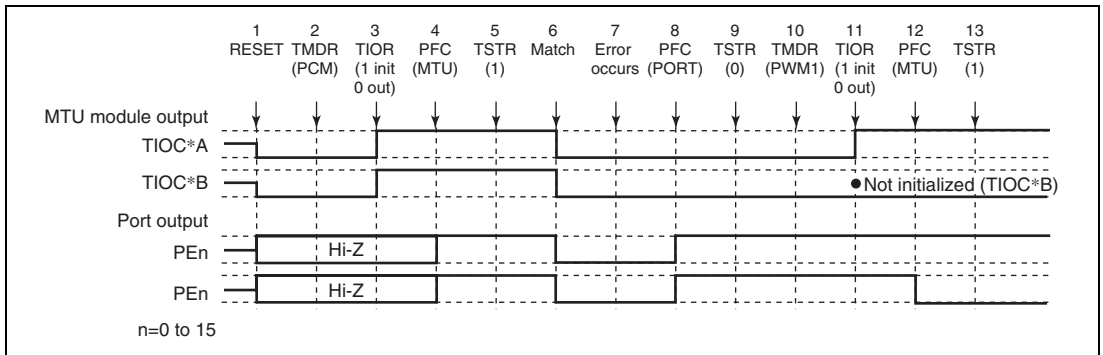 1 2 3 4 5 6 7 8 9 10 11 12 13
RESET TMDR TIOR PFC TSTR Match Error PFC TSTR TMDR TIOR PFC TSTR
(PCM) (1 init (MTU) (1) occurs (PORT) (0) (PWM1) (1 init (MTU) (1)
0 out) 0 out)
MTU module output
TIOC*A
TIOC*B
● Not initialized (TIOC*B)
Port output
PEn
Hi-Z
PEn
Hi-Z
n=0 to 15